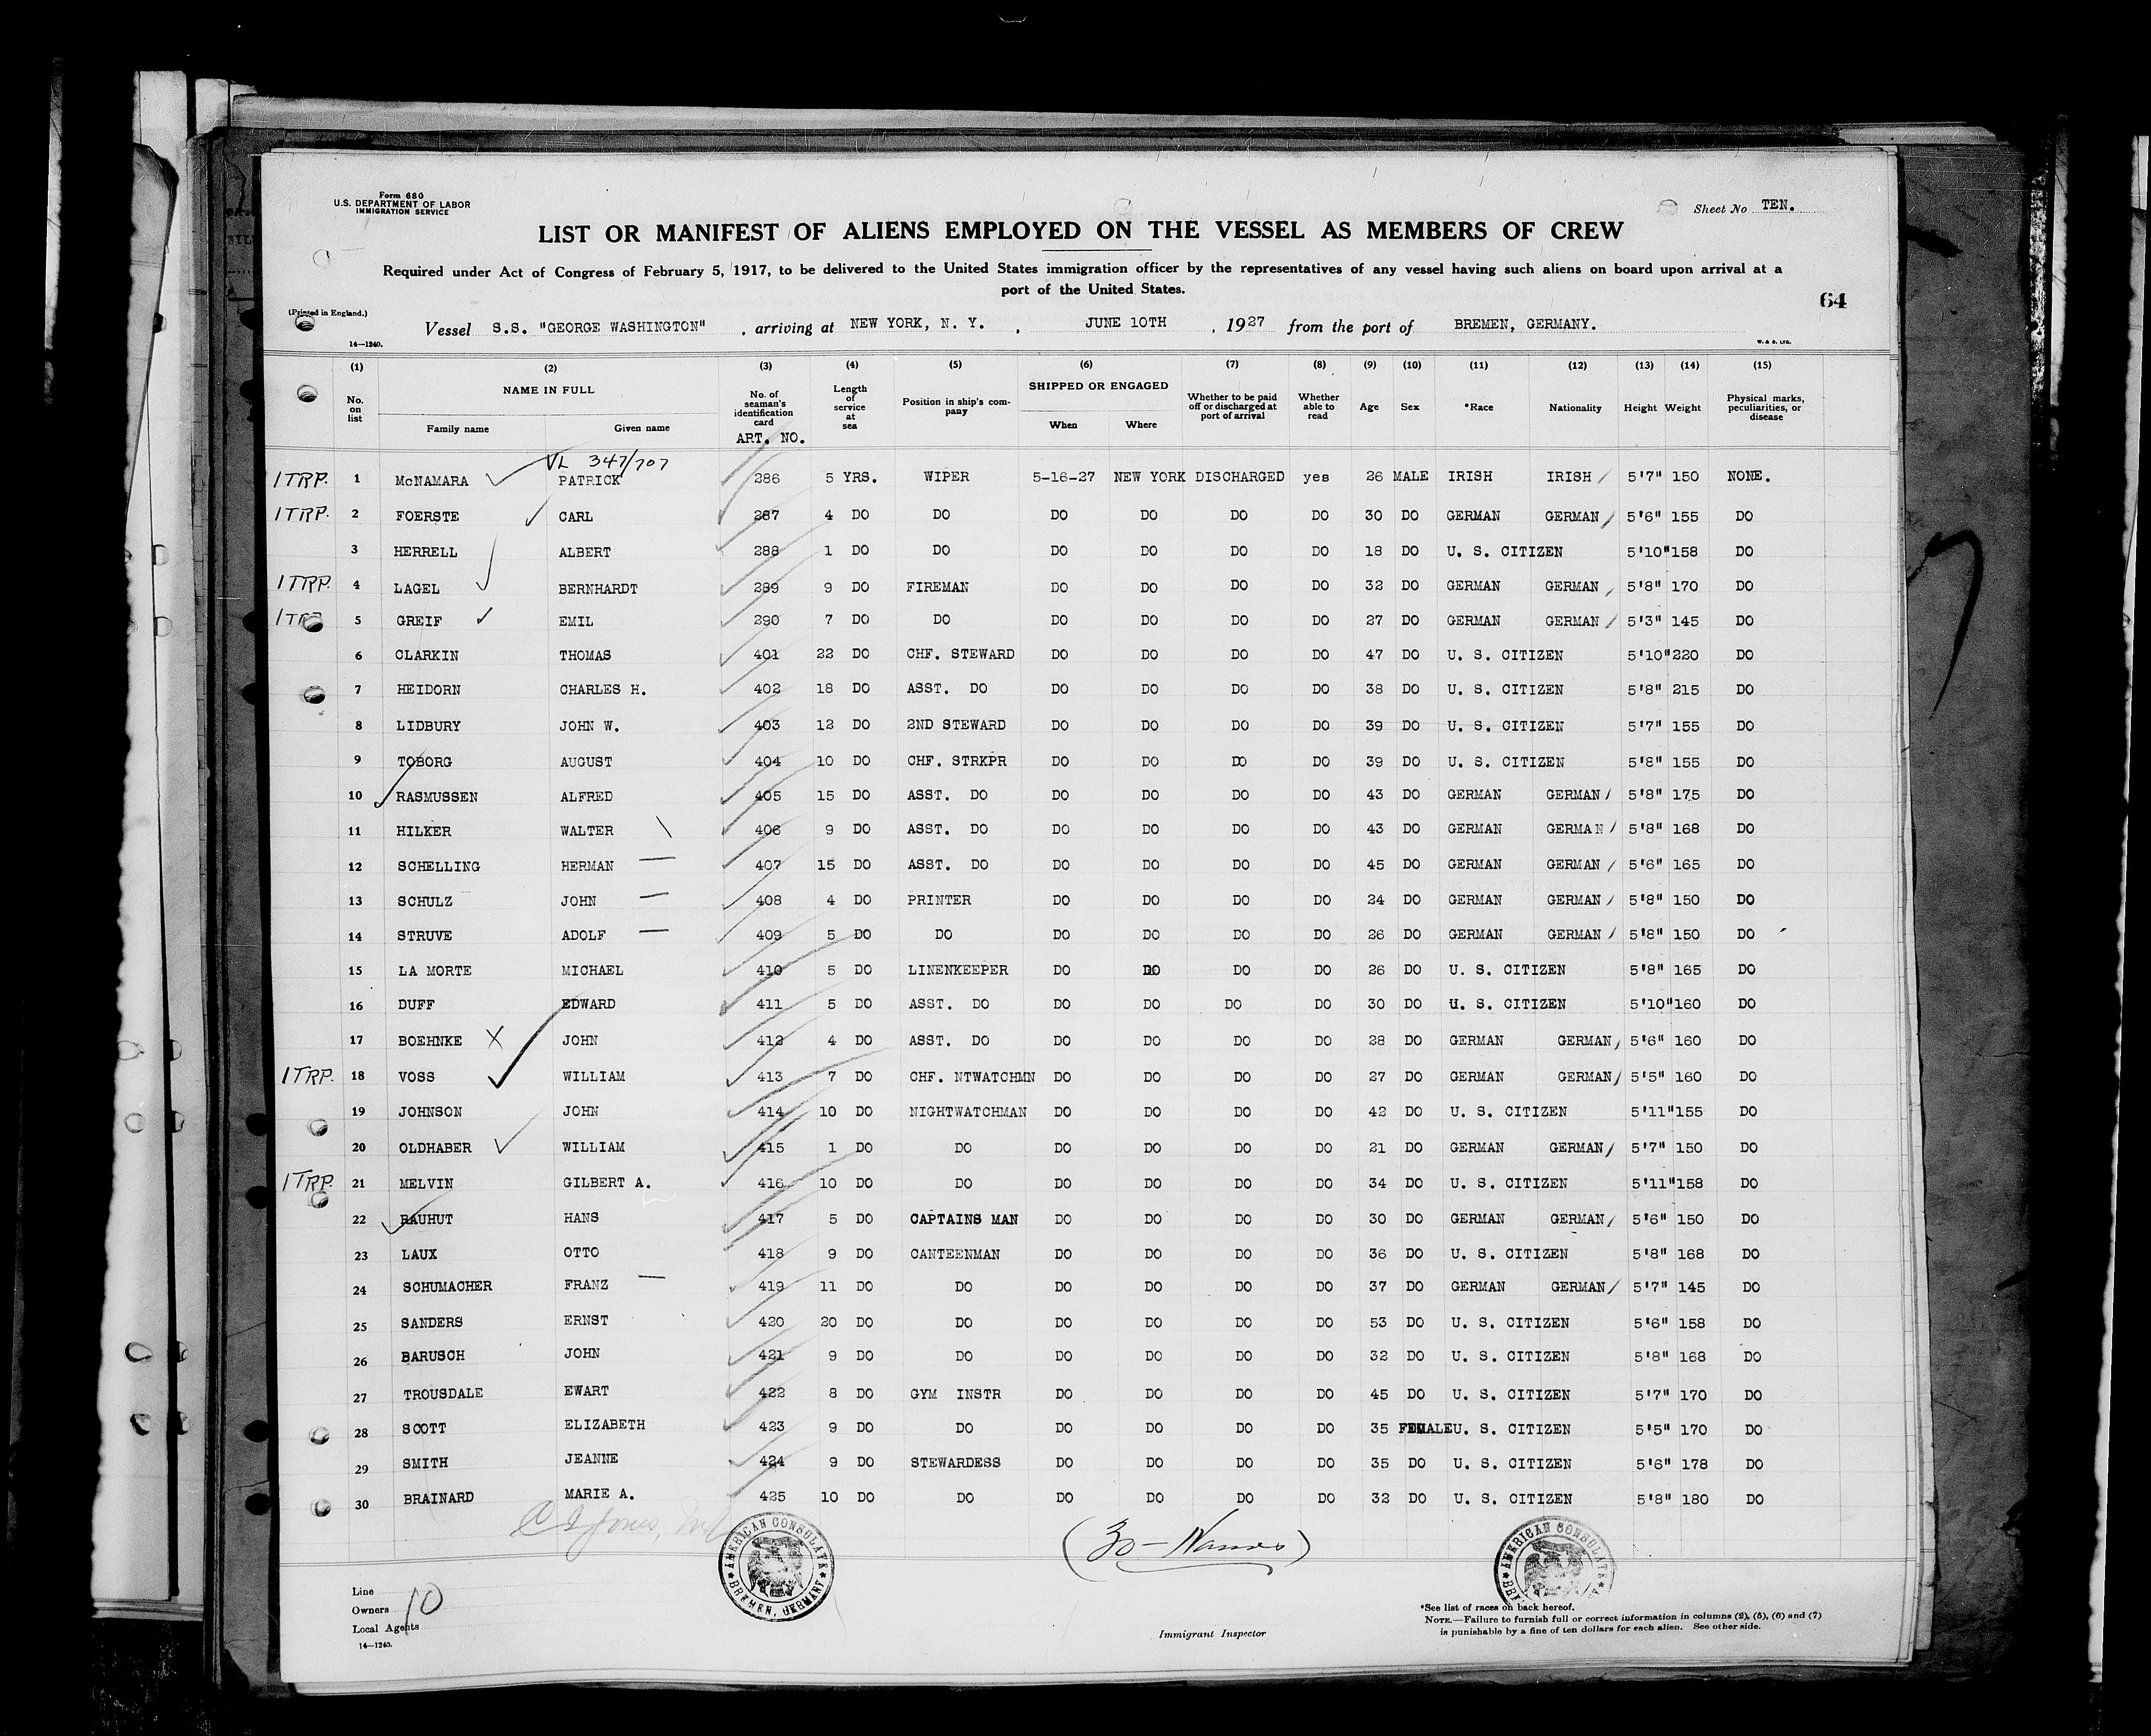 Form 680
U.S. DEPARTMENT OF LABOR
IMMIGRATION SERVICE
Sheet No TEN.
LIST OR MANIFEST OF ALIENS EMPLOYED ON THE VESSEL AS MEMBERS OF CREW
Required under Act of Congress of February 5, 1917, to be delivered to the United States immigration officer by the representatives of any vessel having such aliens on board upon arrival at a
port of the United States.
64
(Printed in England.)
Vessel S.S. "GEORGE WASHINGTON" , arriving at NEW YORK, N. Y. , JUNE 10TH , 1927 from the port of BREMEN, GERMANY.
14—1240.
W. & S. LTD.
(1) (2) (3) (4) (5) (6) (7) (8) (9) (10) (11) (12) (13) (14) (15)
No. on list NAME IN FULL Family name Given name No. of seaman's identification card ART. NO. Length of service at sea Position in ship's company SHIPPED OR ENGAGED When Where Whether to be paid off or discharged at port of arrival Whether able to read Age Sex *Race Nationality Height Weight Physical marks, peculiarities, or disease
VL 347/707
1 TRP. 1 McNAMARA PATRICK 286 5 YRS. WIPER 5-16-27 NEW YORK DISCHARGED yes 26 MALE IRISH IRISH 5'7" 150 NONE.
1 TRP. 2 FOERSTE CARL 287 4 DO DO DO DO DO DO 30 DO GERMAN GERMAN 5'6" 155 DO
3 HERRELL ALBERT 288 1 DO DO DO DO DO DO 18 DO U. S. CITIZEN 5'10" 158 DO
1 TRP. 4 LAGEL BERNHARDT 289 9 DO FIREMAN DO DO DO DO 32 DO GERMAN GERMAN 5'8" 170 DO
1 TRP 5 GREIF EMIL 290 7 DO DO DO DO DO DO 27 DO GERMAN GERMAN 5'3" 145 DO
6 CLARKIN THOMAS 401 22 DO CHF. STEWARD DO DO DO DO 47 DO U. S. CITIZEN 5'10" 220 DO
7 HEIDORN CHARLES H. 402 18 DO ASST. DO DO DO DO DO 38 DO U. S. CITIZEN 5'8" 215 DO
8 LIDBURY JOHN W. 403 12 DO 2ND STEWARD DO DO DO DO 39 DO U. S. CITIZEN 5'7" 155 DO
9 TOBORG AUGUST 404 10 DO CHF. STRKPR DO DO DO DO 39 DO U. S. CITIZEN 5'8" 155 DO
10 RASMUSSEN ALFRED 405 15 DO ASST. DO DO DO DO DO 43 DO GERMAN GERMAN 5'8" 175 DO
11 HILKER WALTER 406 9 DO ASST. DO DO DO DO DO 43 DO GERMAN GERMAN 5'8" 168 DO
12 SCHELLING HERMAN 407 15 DO ASST. DO DO DO DO DO 45 DO GERMAN GERMAN 5'6" 165 DO
13 SCHULZ JOHN 408 4 DO PRINTER DO DO DO DO 24 DO GERMAN GERMAN 5'8" 150 DO
14 STRUVE ADOLF 409 5 DO DO DO DO DO DO 26 DO GERMAN GERMAN 5'8" 150 DO
15 LA MORTE MICHAEL 410 5 DO LINENKEEPER DO DO DO DO 26 DO U. S. CITIZEN 5'8" 165 DO
16 DUFF EDWARD 411 5 DO ASST. DO DO DO DO DO 30 DO U. S. CITIZEN 5'10" 160 DO
17 BOEHNKE X JOHN 412 4 DO ASST. DO DO DO DO DO 28 DO GERMAN GERMAN 5'6" 160 DO
1 TRP. 18 VOSS WILLIAM 413 7 DO CHF. NTWATCHMN DO DO DO DO 27 DO GERMAN GERMAN 5'5" 160 DO
19 JOHNSON JOHN 414 10 DO NIGHTWATCHMAN DO DO DO DO 42 DO U. S. CITIZEN 5'11" 155 DO
20 OLDHABER WILLIAM 415 1 DO DO DO DO DO DO 21 DO GERMAN GERMAN 5'7" 150 DO
1 TRP. 21 MELVIN GILBERT A. 416 10 DO DO DO DO DO DO 34 DO U. S. CITIZEN 5'11" 158 DO
22 RAUHUT HANS 417 5 DO CAPTAINS MAN DO DO DO DO 30 DO GERMAN GERMAN 5'6" 150 DO
23 LAUX OTTO 418 9 DO CANTEENMAN DO DO DO DO 36 DO U. S. CITIZEN 5'8" 168 DO
24 SCHUMACHER FRANZ 419 11 DO DO DO DO DO DO 37 DO GERMAN GERMAN 5'7" 145 DO
25 SANDERS ERNST 420 20 DO DO DO DO DO DO 53 DO U. S. CITIZEN 5'6" 158 DO
26 BARUSCH JOHN 421 9 DO DO DO DO DO DO 32 DO U. S. CITIZEN 5'8" 168 DO
27 TROUSDALE EWART 422 8 DO GYM INSTR DO DO DO DO 45 DO U. S. CITIZEN 5'7" 170 DO
28 SCOTT ELIZABETH 423 9 DO DO DO DO DO DO 35 FEMALE U. S. CITIZEN 5'5" 170 DO
29 SMITH JEANNE 424 9 DO STEWARDESS DO DO DO DO 35 DO U. S. CITIZEN 5'6" 178 DO
30 BRAINARD MARIE A. 425 10 DO DO DO DO DO DO 32 DO U. S. CITIZEN 5'8" 180 DO
(30 — Names)
AMERICAN CONSULATE BREMEN, GERMANY
AMERICAN CONSULATE
Line
Owners 10
Local Agents
14—1240.
Immigrant Inspector
*See list of races on back hereof.
NOTE.—Failure to furnish full or correct information in columns (2), (5), (6) and (7)
is punishable by a fine of ten dollars for each alien. See other side.